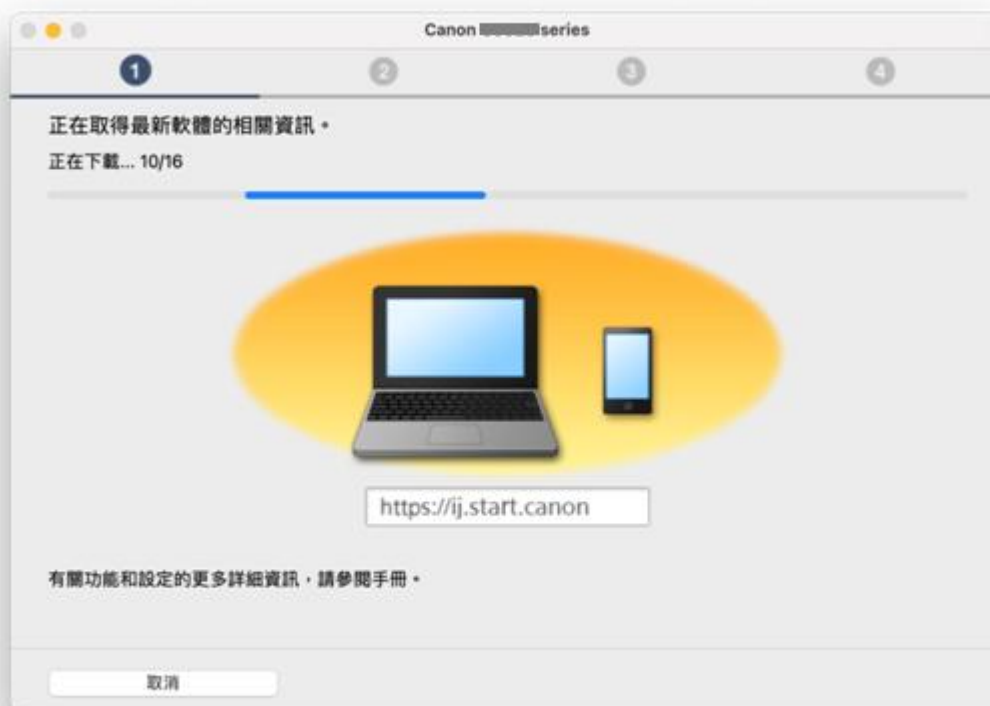 Canon series
1 2 3 4
正在取得最新軟體的相關資訊。
正在下載... 10/16
https://ij.start.canon
有關功能和設定的更多詳細資訊，請參閱手冊。
取消